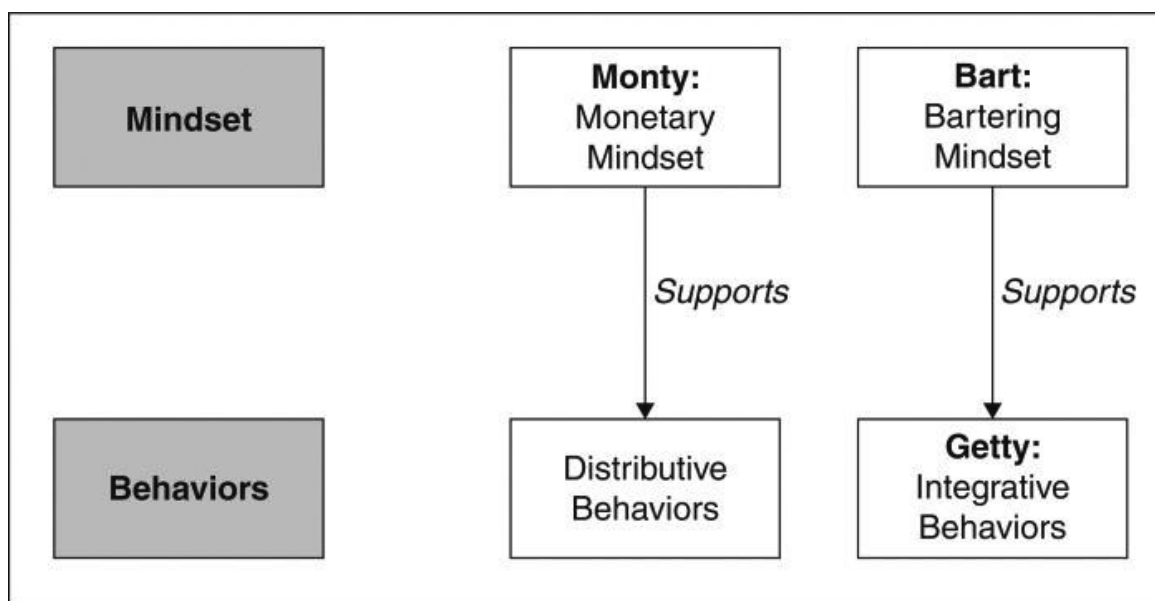 Mindset
Monty:
Monetary
Mindset
Bart:
Bartering
Mindset
Supports
Supports
Behaviors
Distributive
Behaviors
Getty:
Integrative
Behaviors